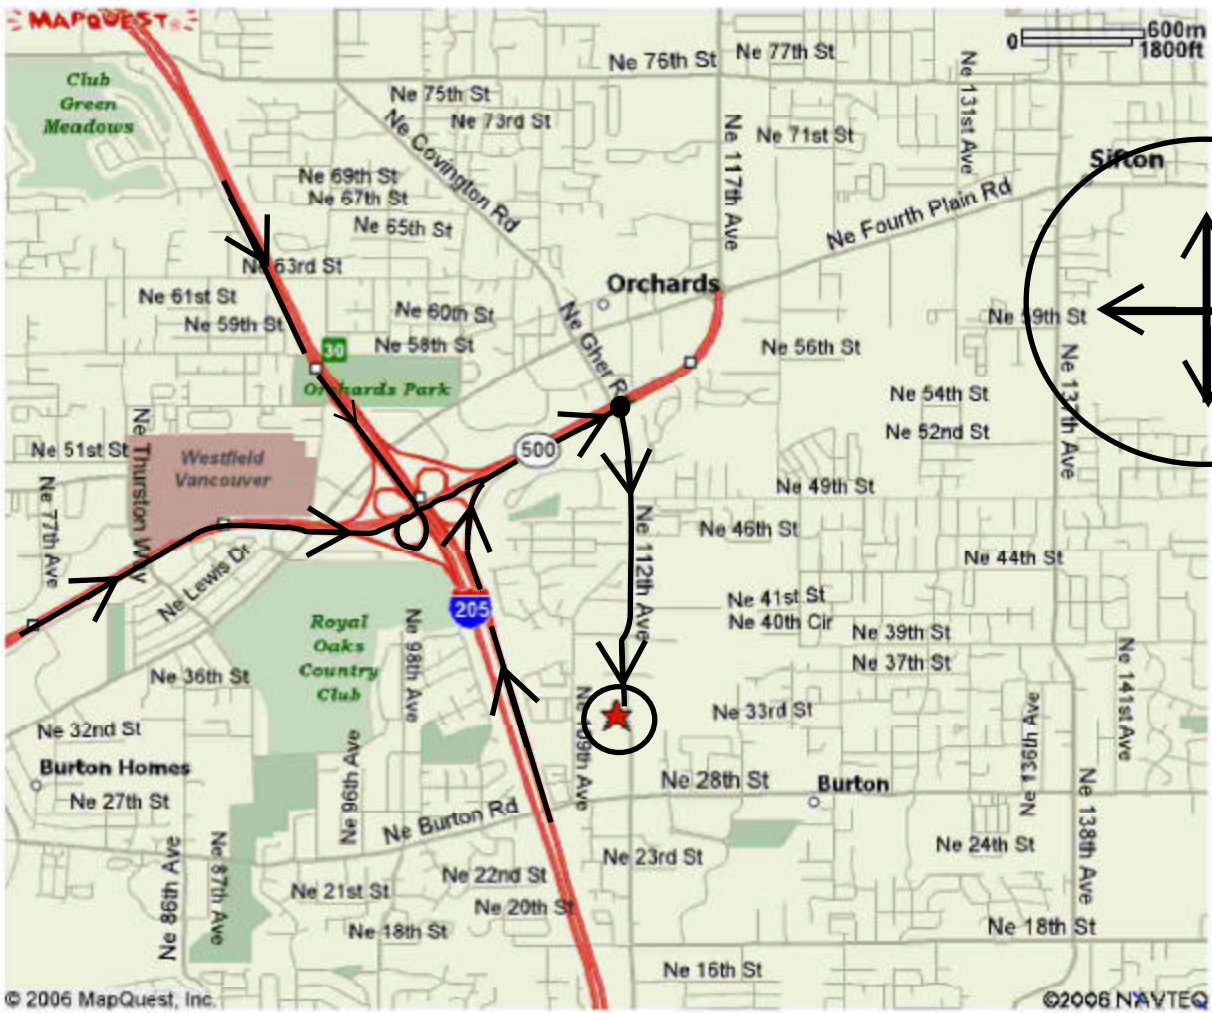 MAPQUEST®
600m
0
1800ft
Ne 76th St
Ne 77th St
Club
Green
Meadows
Ne 75th St
Ne 73rd St
Ne Covington Rd
Ne 117th Ave
Ne 71st St
Ne 131st Ave
Sifton
Ne 69th St
Ne 67th St
Ne 65th St
Ne Fourth Plain Rd
Ne 63rd St
Orchards
Ne 61st St
Ne 59th St
Ne 60th St
Ne Gher R
Ne 59th St
30
Ne 58th St
Ne 56th St
Orchards Park
Ne 54th St
Ne 137th Ave
Ne 52nd St
Ne 51st St
Ne Thurston Way
Westfield
Vancouver
500
Ne 77th Ave
Ne 49th St
Ne 112th Ave
Ne 46th St
Ne 44th St
Ne Lewis Dr
205
Ne 41st St
Ne 40th Cir
Ne 39th St
Ne 37th St
Royal
Oaks
Country
Club
Ne 98th Ave
Ne 36th St
Ne 109th Ave
Ne 33rd St
Ne 136th Ave
Ne 141st Ave
Ne 32nd St
Burton Homes
Ne 27th St
Ne 96th Ave
Ne 28th St
Burton
Ne Burton Rd
Ne 138th Ave
Ne 86th Ave
Ne 87th Ave
Ne 24th St
Ne 23rd St
Ne 22nd St
Ne 21st St
Ne 20th St
Ne 18th St
Ne 18th St
Ne 16th St
© 2006 MapQuest, Inc.
©2006 NAVTEQ